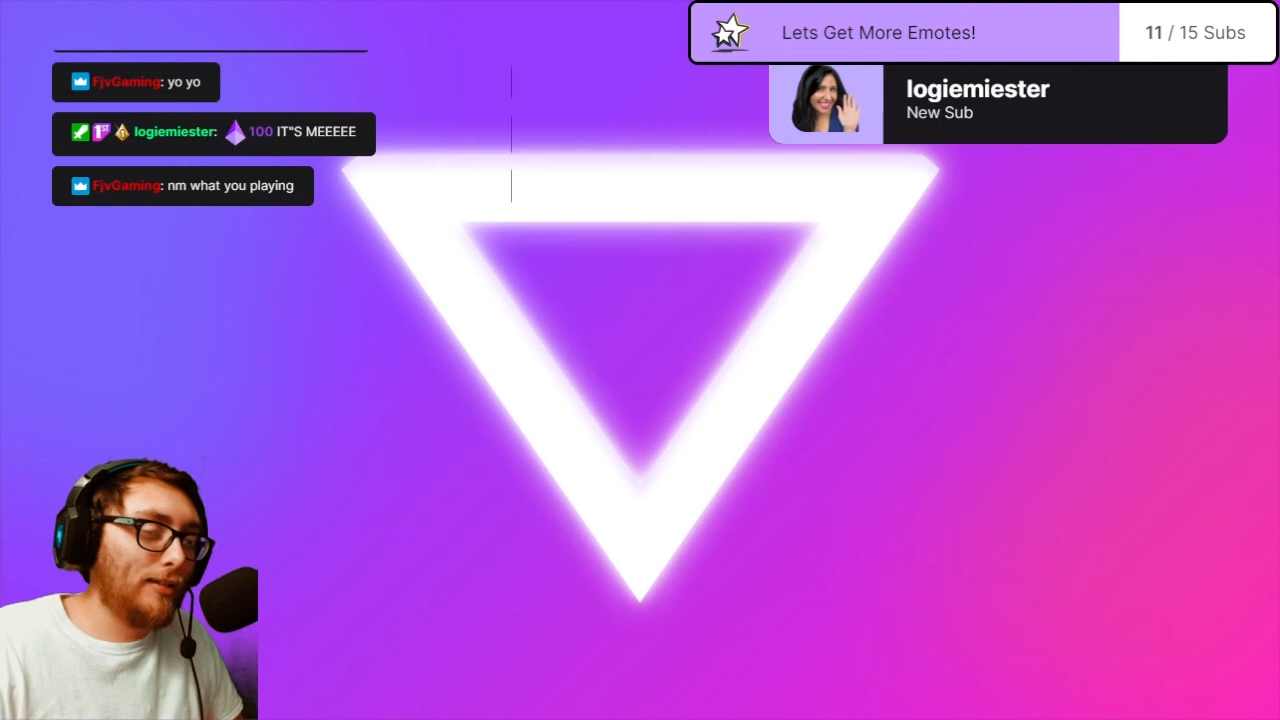 Lets Get More Emotes!
11 / 15 Subs
logiemiester
New Sub
FjvGaming: yo yo
1ST logiemiester: 100 IT"S MEEEEE
FjvGaming: nm what you playing